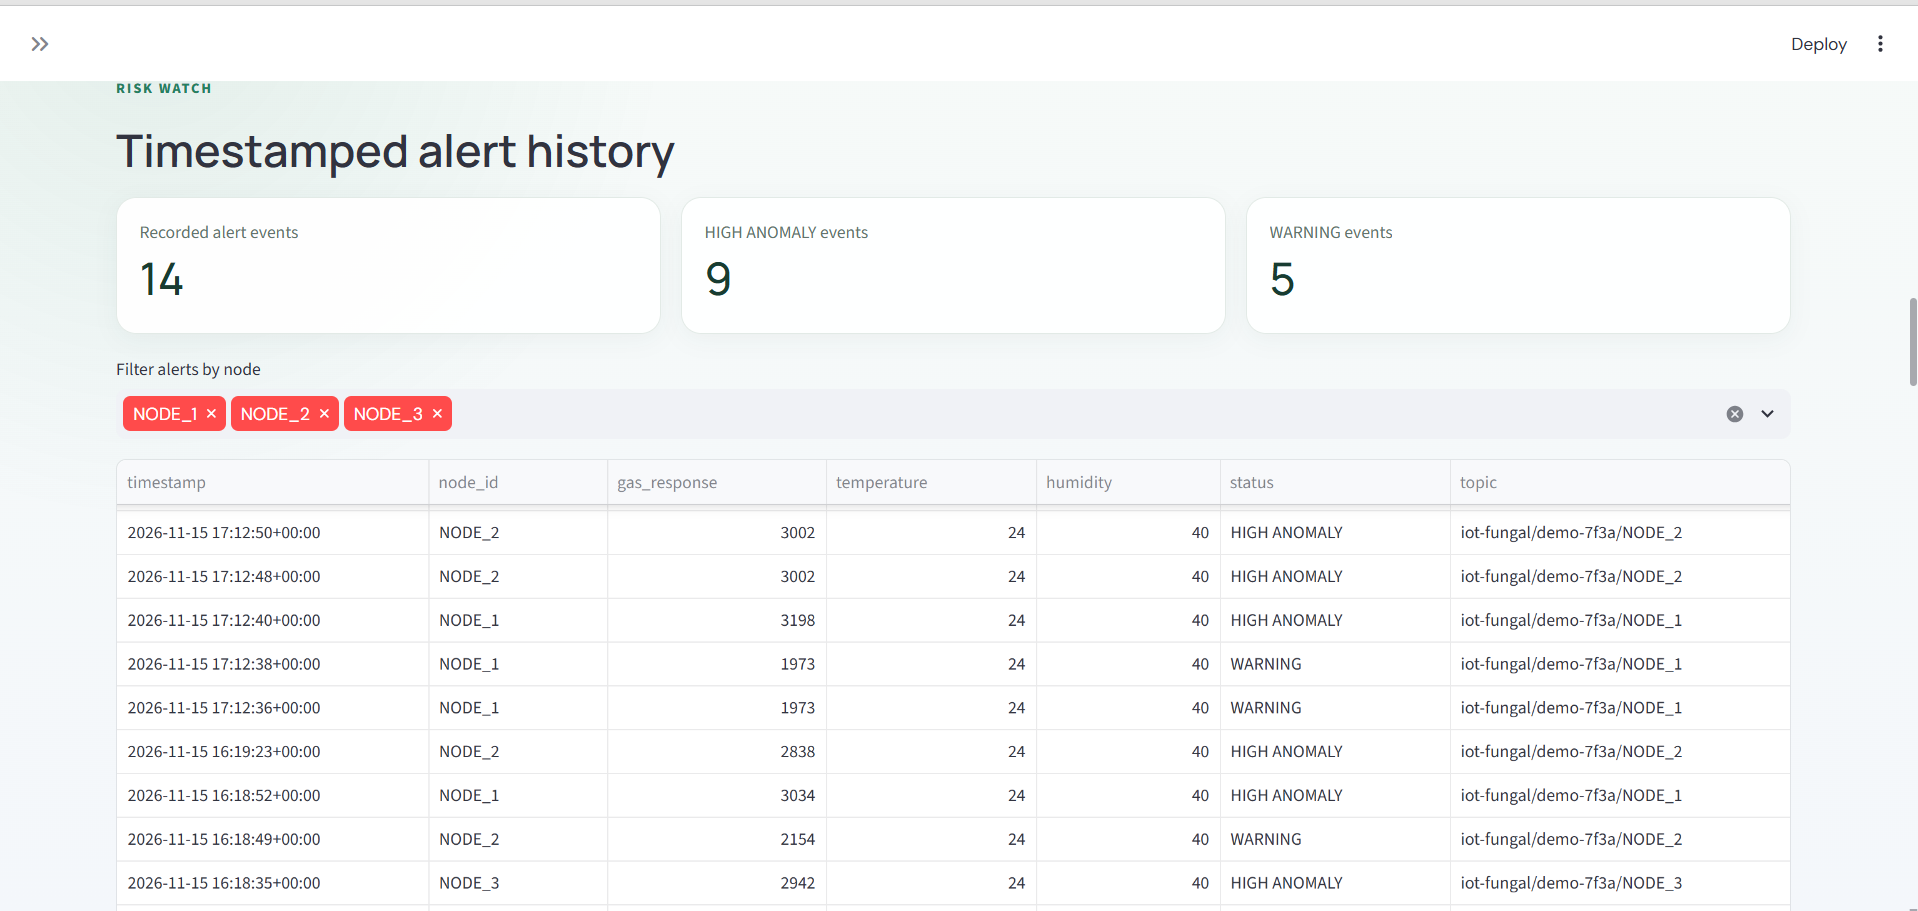 Deploy
RISK WATCH
Timestamped alert history
Recorded alert events
14
HIGH ANOMALY events
9
WARNING events
5
Filter alerts by node
NODE_1 × NODE_2 × NODE_3 ×
timestamp node_id gas_response temperature humidity status topic
2026-11-15 17:12:50+00:00 NODE_2 3002 24 40 HIGH ANOMALY iot-fungal/demo-7f3a/NODE_2
2026-11-15 17:12:48+00:00 NODE_2 3002 24 40 HIGH ANOMALY iot-fungal/demo-7f3a/NODE_2
2026-11-15 17:12:40+00:00 NODE_1 3198 24 40 HIGH ANOMALY iot-fungal/demo-7f3a/NODE_1
2026-11-15 17:12:38+00:00 NODE_1 1973 24 40 WARNING iot-fungal/demo-7f3a/NODE_1
2026-11-15 17:12:36+00:00 NODE_1 1973 24 40 WARNING iot-fungal/demo-7f3a/NODE_1
2026-11-15 16:19:23+00:00 NODE_2 2838 24 40 HIGH ANOMALY iot-fungal/demo-7f3a/NODE_2
2026-11-15 16:18:52+00:00 NODE_1 3034 24 40 HIGH ANOMALY iot-fungal/demo-7f3a/NODE_1
2026-11-15 16:18:49+00:00 NODE_2 2154 24 40 WARNING iot-fungal/demo-7f3a/NODE_2
2026-11-15 16:18:35+00:00 NODE_3 2942 24 40 HIGH ANOMALY iot-fungal/demo-7f3a/NODE_3